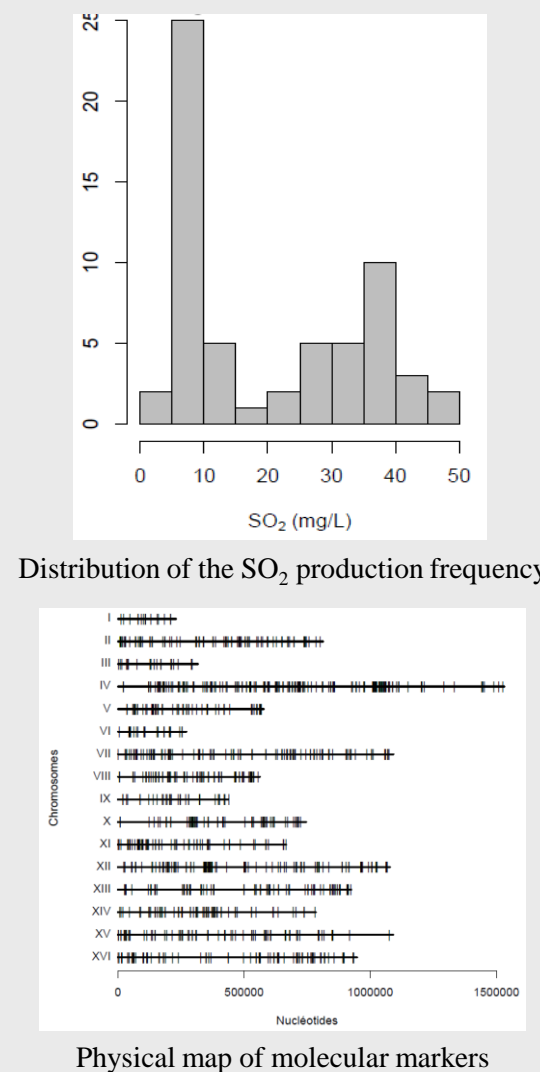 25
20
15
10
5
0
0 10 20 30 40 50
SO₂ (mg/L)
Distribution of the SO₂ production frequency
I
II
III
IV
V
VI
VII
VIII
IX
X
XI
XII
XIII
XIV
XV
XVI
Chromosomes
0 500000 1000000 1500000
Nucléotides
Physical map of molecular markers